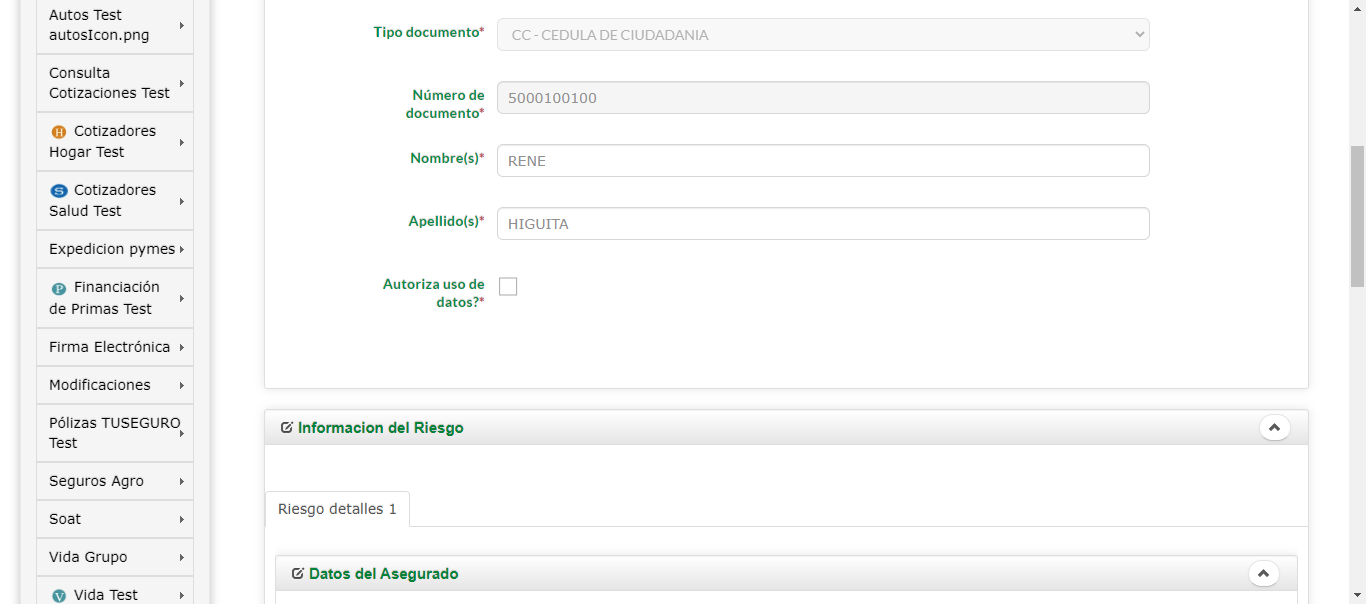 Autos Test
autosIcon.png
Consulta
Cotizaciones Test
H Cotizadores
Hogar Test
S Cotizadores
Salud Test
Expedicion pymes
P Financiación
de Primas Test
Firma Electrónica
Modificaciones
Pólizas TUSEGURO
Test
Seguros Agro
Soat
Vida Grupo
V Vida Test
Tipo documento*
CC - CEDULA DE CIUDADANIA
Número de
documento*
5000100100
Nombre(s)*
RENE
Apellido(s)*
HIGUITA
Autoriza uso de
datos?*
Informacion del Riesgo
Riesgo detalles 1
Datos del Asegurado